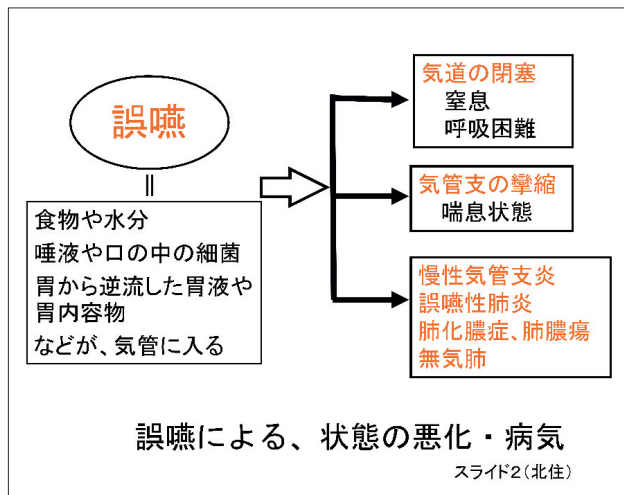 誤嚥
=
食物や水分
唾液や口の中の細菌
胃から逆流した胃液や
胃内容物
などが、気管に入る
気道の閉塞
窒息
呼吸困難
気管支の攣縮
喘息状態
慢性気管支炎
誤嚥性肺炎
肺化膿症、肺膿瘍
無気肺
誤嚥による、状態の悪化・病気
スライド2(北住)